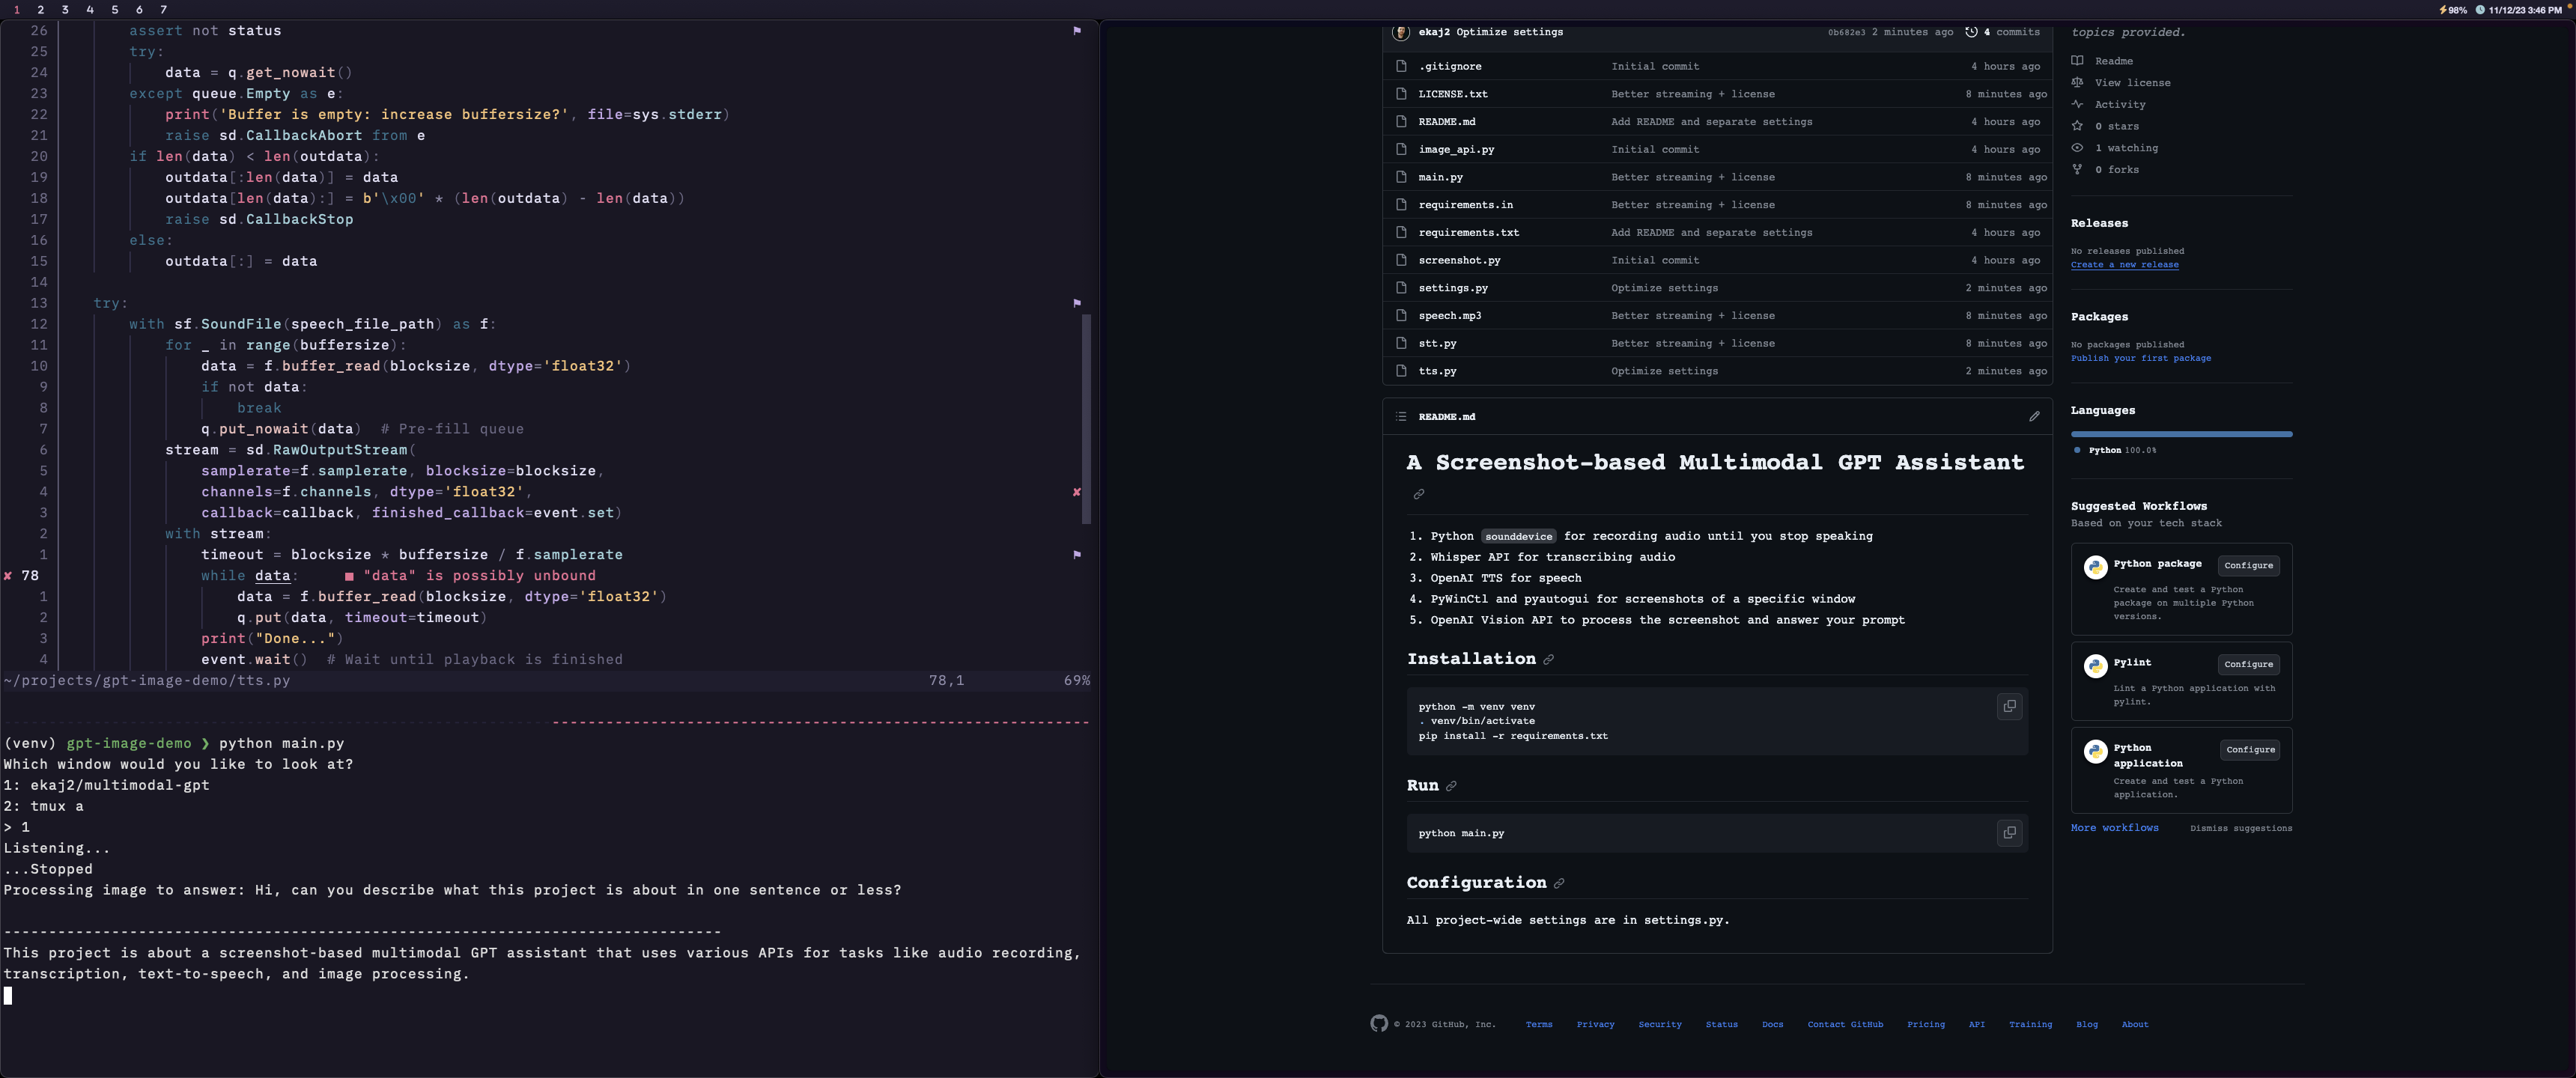 1 2 3 4 5 6 7
98% 11/12/23 3:46 PM
26 assert not status
25 try:
24 data = q.get_nowait()
23 except queue.Empty as e:
22 print('Buffer is empty: increase buffersize?', file=sys.stderr)
21 raise sd.CallbackAbort from e
20 if len(data) < len(outdata):
19 outdata[:len(data)] = data
18 outdata[len(data):] = b'\x00' * (len(outdata) - len(data))
17 raise sd.CallbackStop
16 else:
15 outdata[:] = data
14
13 try:
12 with sf.SoundFile(speech_file_path) as f:
11 for _ in range(buffersize):
10 data = f.buffer_read(blocksize, dtype='float32')
9 if not data:
8 break
7 q.put_nowait(data) # Pre-fill queue
6 stream = sd.RawOutputStream(
5 samplerate=f.samplerate, blocksize=blocksize,
4 channels=f.channels, dtype='float32',
3 callback=callback, finished_callback=event.set)
2 with stream:
1 timeout = blocksize * buffersize / f.samplerate
✘ 78 while data: ■ "data" is possibly unbound
1 data = f.buffer_read(blocksize, dtype='float32')
2 q.put(data, timeout=timeout)
3 print("Done...")
4 event.wait() # Wait until playback is finished
~/projects/gpt-image-demo/tts.py 78,1 69%
(venv) gpt-image-demo ❯ python main.py
Which window would you like to look at?
1: ekaj2/multimodal-gpt
2: tmux a
> 1
Listening...
...Stopped
Processing image to answer: Hi, can you describe what this project is about in one sentence or less?
--------------------------------------------------------------------------------
This project is about a screenshot-based multimodal GPT assistant that uses various APIs for tasks like audio recording,
transcription, text-to-speech, and image processing.
ekaj2 Optimize settings 0b682e3 2 minutes ago 4 commits
.gitignore Initial commit 4 hours ago
LICENSE.txt Better streaming + license 8 minutes ago
README.md Add README and separate settings 4 hours ago
image_api.py Initial commit 4 hours ago
main.py Better streaming + license 8 minutes ago
requirements.in Better streaming + license 8 minutes ago
requirements.txt Add README and separate settings 4 hours ago
screenshot.py Initial commit 4 hours ago
settings.py Optimize settings 2 minutes ago
speech.mp3 Better streaming + license 8 minutes ago
stt.py Better streaming + license 8 minutes ago
tts.py Optimize settings 2 minutes ago
README.md
A Screenshot-based Multimodal GPT Assistant
1. Python sounddevice for recording audio until you stop speaking
2. Whisper API for transcribing audio
3. OpenAI TTS for speech
4. PyWinCtl and pyautogui for screenshots of a specific window
5. OpenAI Vision API to process the screenshot and answer your prompt
Installation
python -m venv venv
. venv/bin/activate
pip install -r requirements.txt
Run
python main.py
Configuration
All project-wide settings are in settings.py.
topics provided.
Readme
View license
Activity
0 stars
1 watching
0 forks
Releases
No releases published
Create a new release
Packages
No packages published
Publish your first package
Languages
Python 100.0%
Suggested Workflows
Based on your tech stack
Python package Configure
Create and test a Python
package on multiple Python
versions.
Pylint Configure
Lint a Python application with
pylint.
Python
application Configure
Create and test a Python
application.
More workflows Dismiss suggestions
© 2023 GitHub, Inc. Terms Privacy Security Status Docs Contact GitHub Pricing API Training Blog About